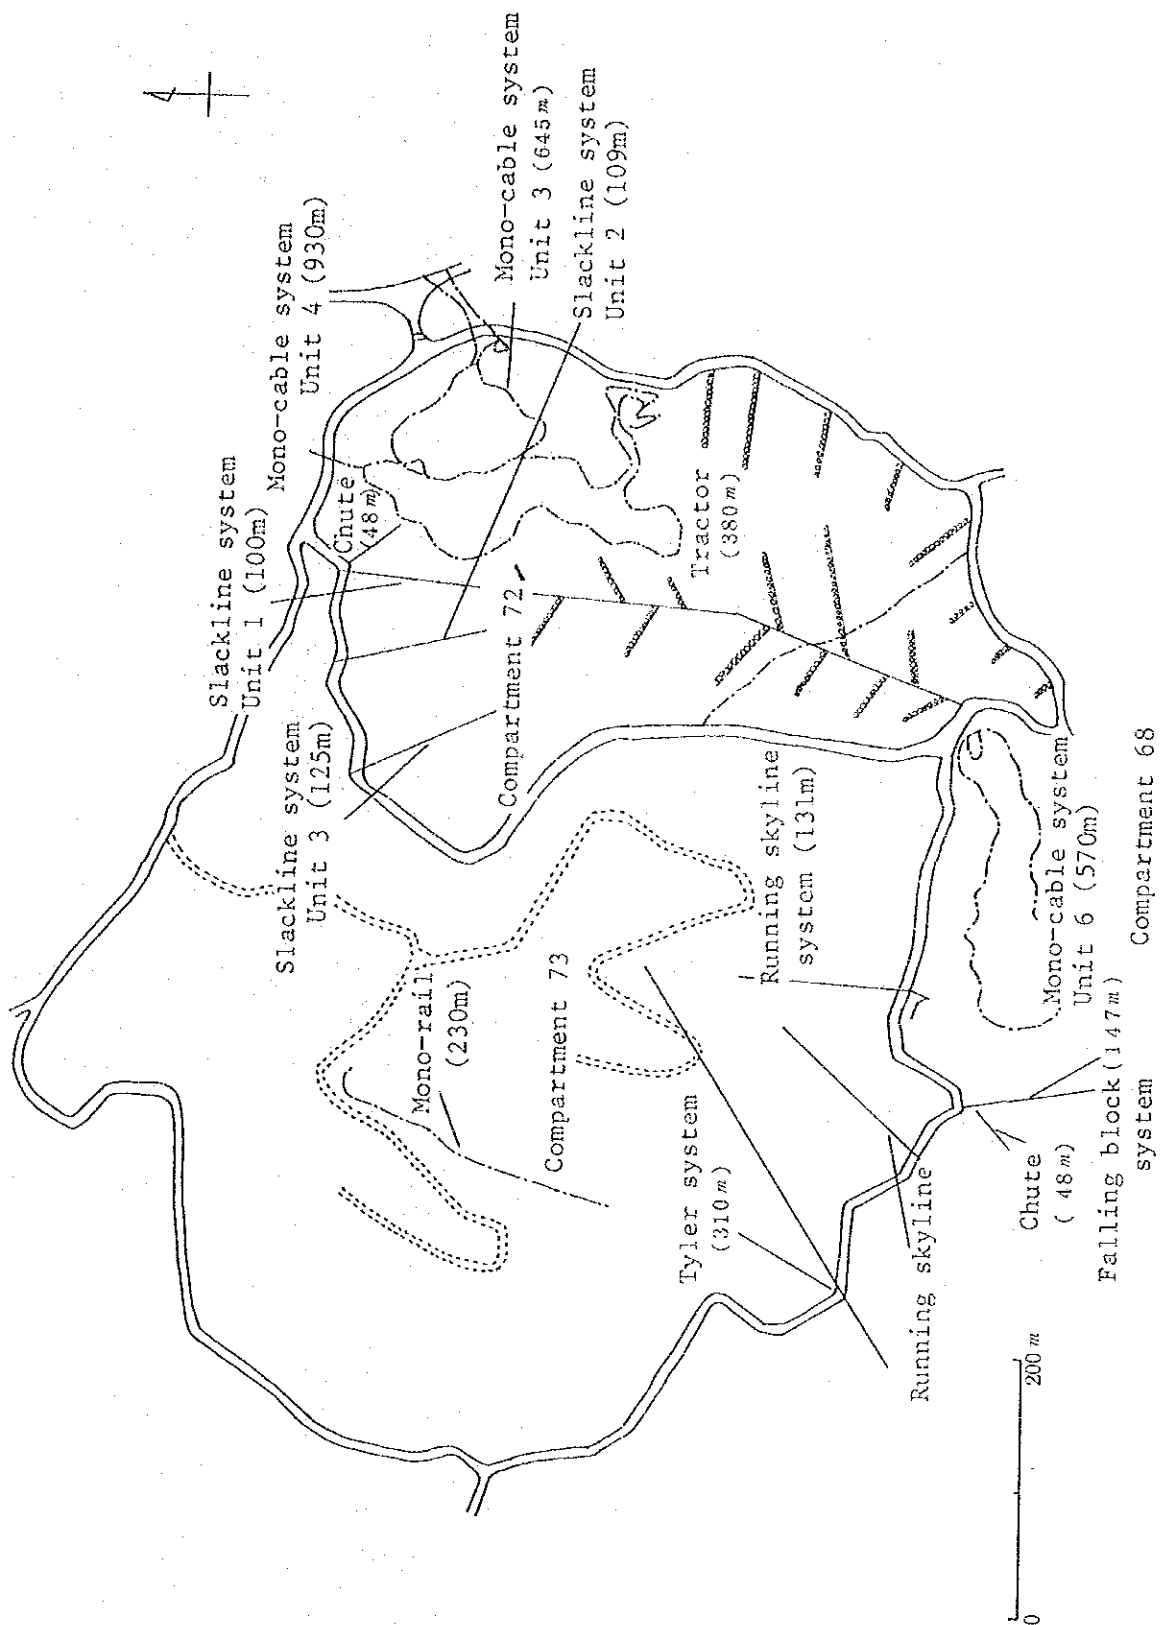 Mono-cable system
Unit 4 (930m)
Mono-cable system
Unit 3 (645m)
Slackline system
Unit 2 (109m)
Slackline system
Unit 1 (100m)
Chute
(48m)
Slackline system
Unit 3 (125m)
Compartment 72
Tractor
(380m)
Mono-rail
(230m)
Compartment 73
Running skyline
system (131m)
Tyler system
(310m)
Running skyline
Mono-cable system
Unit 6 (570m)
Compartment 68
Chute
(48m)
Falling block (147m)
system
0
200m